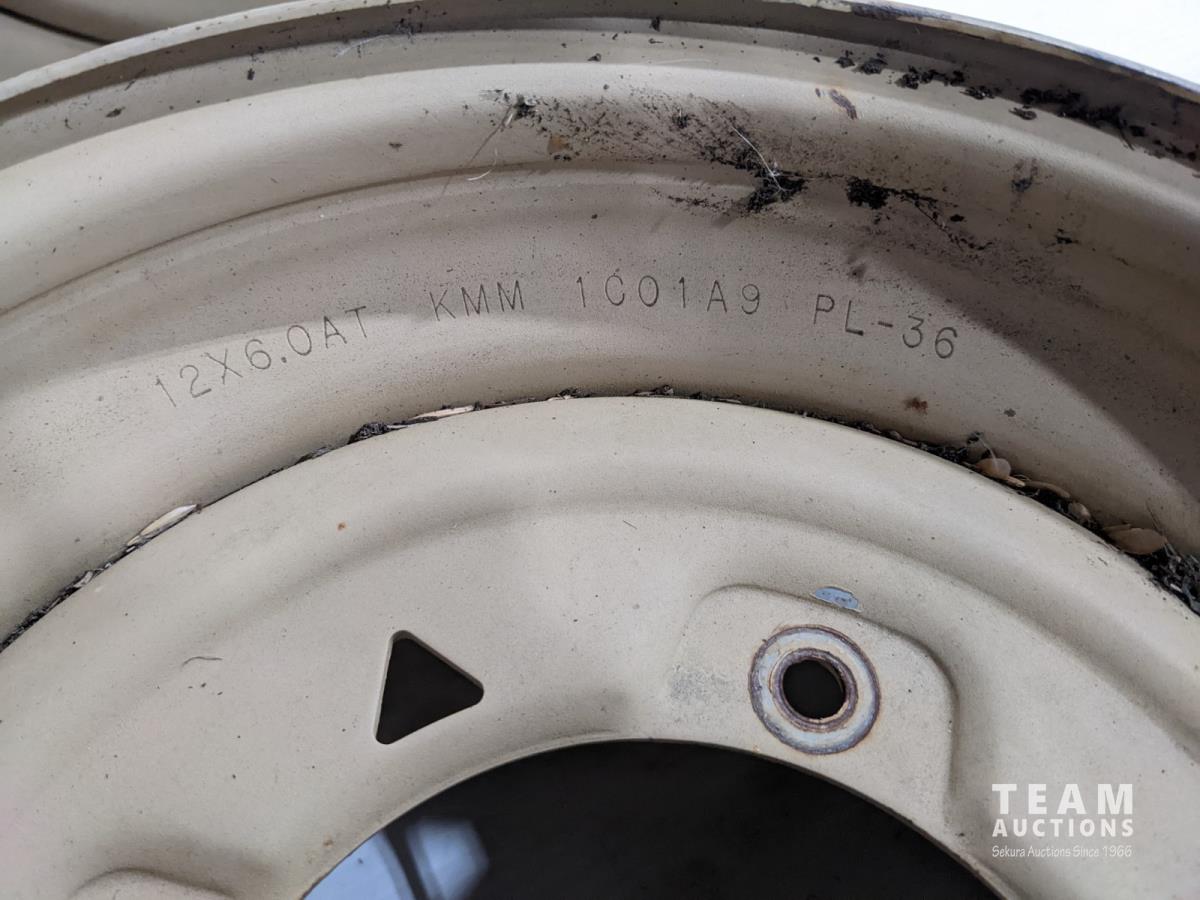 12X6.0AT KMM 1C01A9 PL-36
TEAM
AUCTIONS
Sekura Auctions Since 1966